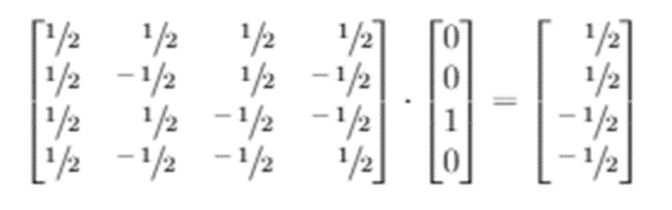 [1/2 1/2 1/2 1/2] [0] [1/2]
[1/2 -1/2 1/2 -1/2] [0] [1/2]
[1/2 1/2 -1/2 -1/2] · [1] = [-1/2]
[1/2 -1/2 -1/2 1/2] [0] [-1/2]